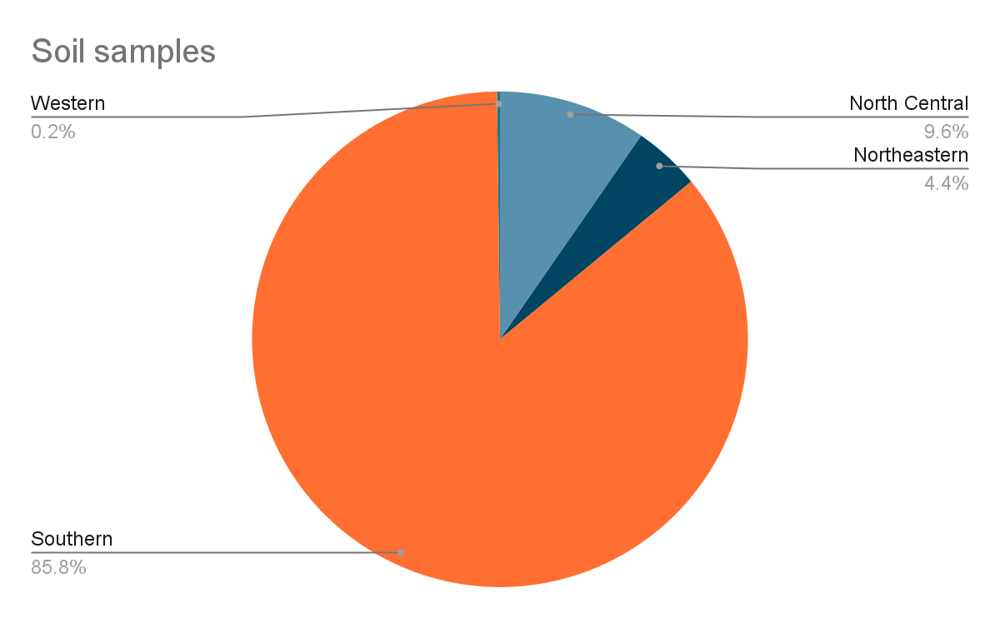 Soil samples
Western
0.2%
North Central
9.6%
Northeastern
4.4%
Southern
85.8%